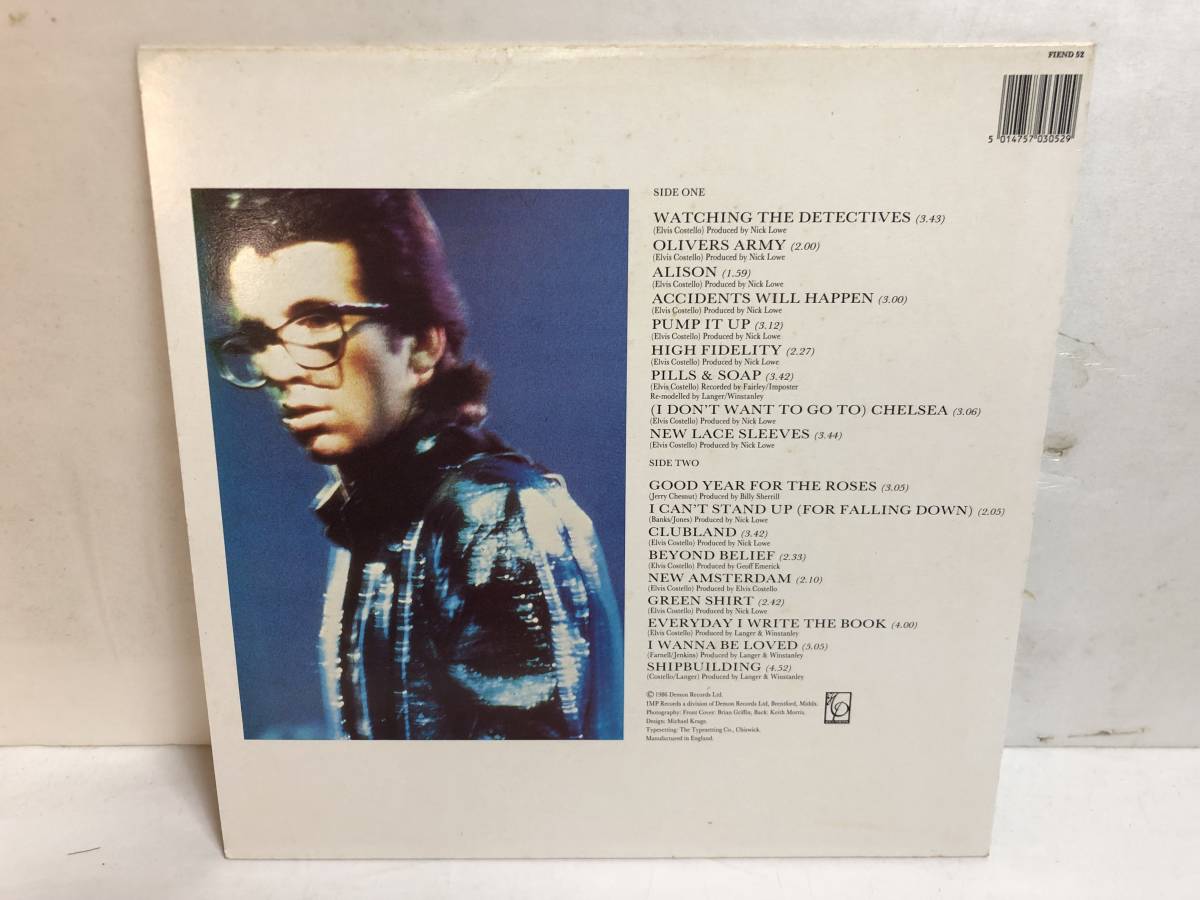 FIEND 52
5 014757 030529
SIDE ONE
WATCHING THE DETECTIVES (3.43)
(Elvis Costello) Produced by Nick Lowe
OLIVERS ARMY (2.00)
(Elvis Costello) Produced by Nick Lowe
ALISON (1.59)
(Elvis Costello) Produced by Nick Lowe
ACCIDENTS WILL HAPPEN (3.00)
(Elvis Costello) Produced by Nick Lowe
PUMP IT UP (3.12)
(Elvis Costello) Produced by Nick Lowe
HIGH FIDELITY (2.27)
(Elvis Costello) Produced by Nick Lowe
PILLS & SOAP (3.42)
(Elvis Costello) Recorded by Fairley/Imposter
Re-modelled by Langer/Winstanley
(I DON'T WANT TO GO TO) CHELSEA (3.06)
(Elvis Costello) Produced by Nick Lowe
NEW LACE SLEEVES (3.44)
(Elvis Costello) Produced by Nick Lowe
SIDE TWO
GOOD YEAR FOR THE ROSES (3.05)
(Jerry Chesnut) Produced by Billy Sherrill
I CAN'T STAND UP (FOR FALLING DOWN) (2.05)
(Banks/Jones) Produced by Nick Lowe
CLUBLAND (3.42)
(Elvis Costello) Produced by Nick Lowe
BEYOND BELIEF (2.33)
(Elvis Costello) Produced by Geoff Emerick
NEW AMSTERDAM (2.10)
(Elvis Costello) Produced by Elvis Costello
GREEN SHIRT (2.42)
(Elvis Costello) Produced by Nick Lowe
EVERYDAY I WRITE THE BOOK (4.00)
(Elvis Costello) Produced by Langer & Winstanley
I WANNA BE LOVED (3.05)
(Farnell/Jenkins) Produced by Langer & Winstanley
SHIPBUILDING (4.52)
(Costello/Langer) Produced by Langer & Winstanley
© 1986 Demon Records Ltd.
IMP Records a division of Demon Records Ltd, Brentford, Middx.
Photography: Front Cover: Brian Griffin, Back: Keith Morris.
Design: Michael Krage.
Typesetting: The Typesetting Co., Chiswick.
Manufactured in England.